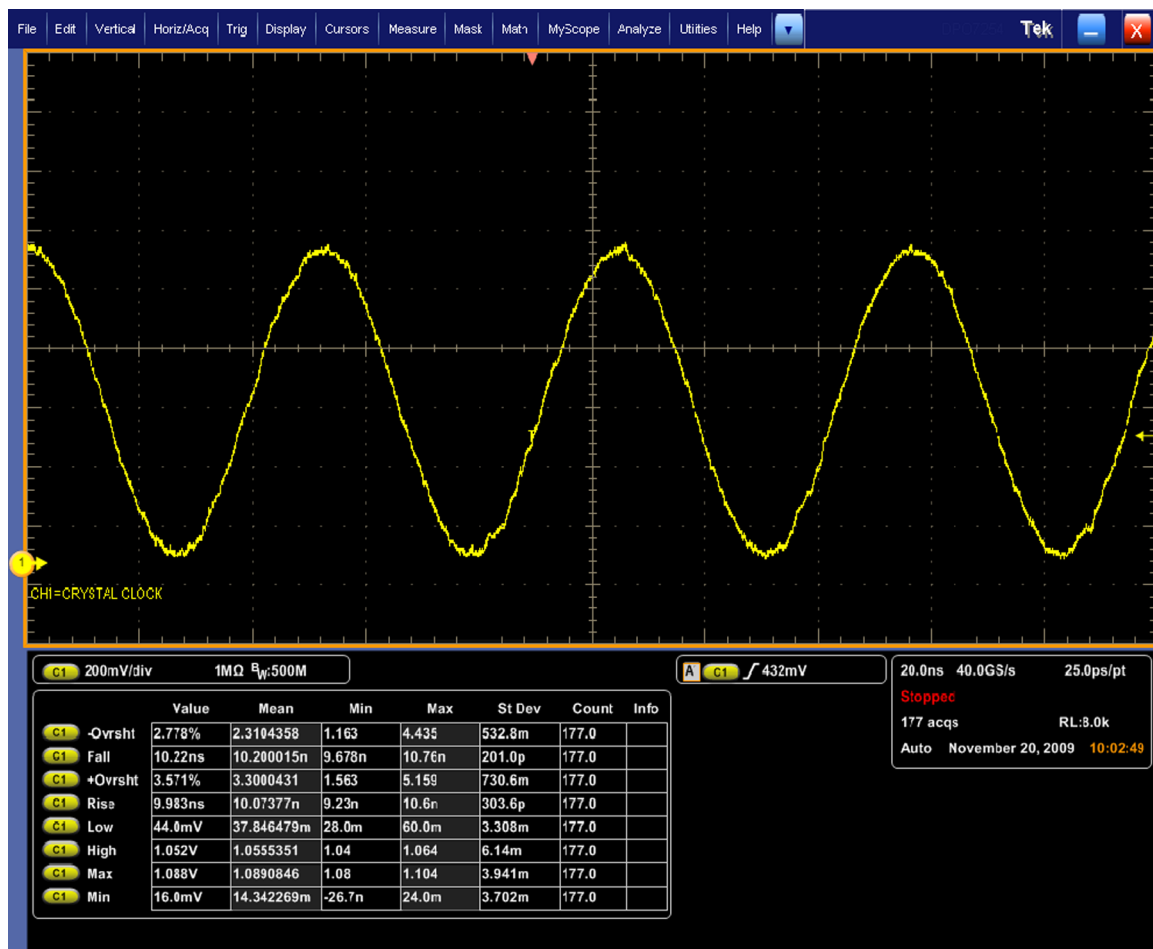 File Edit Vertical Horiz/Acq Trig Display Cursors Measure Mask Math MyScope Analyze Utilities Help Tek X
T
1
CH1=CRYSTAL CLOCK
C1 200mV/div 1MΩ BW:500M
A C1 432mV
20.0ns 40.0GS/s 25.0ps/pt
Stopped
177 acqs RL:8.0k
Auto November 20, 2009 10:02:49
Value Mean Min Max St Dev Count Info
C1 -Ovrsht 2.778% 2.3104358 1.163 4.435 532.8m 177.0
C1 Fall 10.22ns 10.200015n 9.678n 10.76n 201.0p 177.0
C1 +Ovrsht 3.571% 3.3000431 1.563 5.159 730.6m 177.0
C1 Rise 9.983ns 10.07377n 9.23n 10.6n 303.6p 177.0
C1 Low 44.0mV 37.846479m 28.0m 60.0m 3.308m 177.0
C1 High 1.052V 1.0555351 1.04 1.064 6.14m 177.0
C1 Max 1.088V 1.0890846 1.08 1.104 3.941m 177.0
C1 Min 16.0mV 14.342269m -26.7n 24.0m 3.702m 177.0